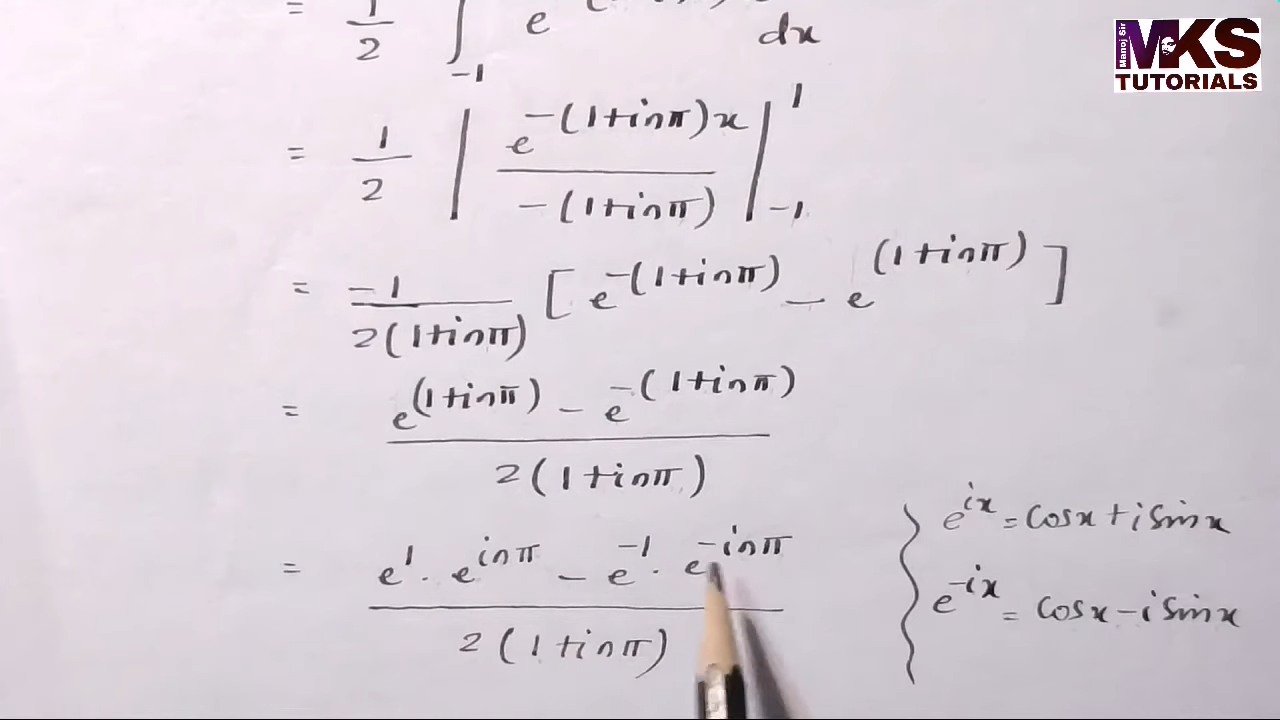 = 1/2 ∫_{-1} e dx
= 1/2 | e^{-(1+inπ)x} / -(1+inπ) |_{-1}^{1}
= -1 / 2(1+inπ) [ e^{-(1+inπ)} - e^{(1+inπ)} ]
= e^{(1+inπ)} - e^{-(1+inπ)} / 2(1+inπ)
= e^{1} . e^{inπ} - e^{-1} . e^{-inπ} / 2(1+inπ)
e^{ix} = cosx + i sinx
e^{-ix} = cosx - i sinx
Manoj Sir
MKS
TUTORIALS